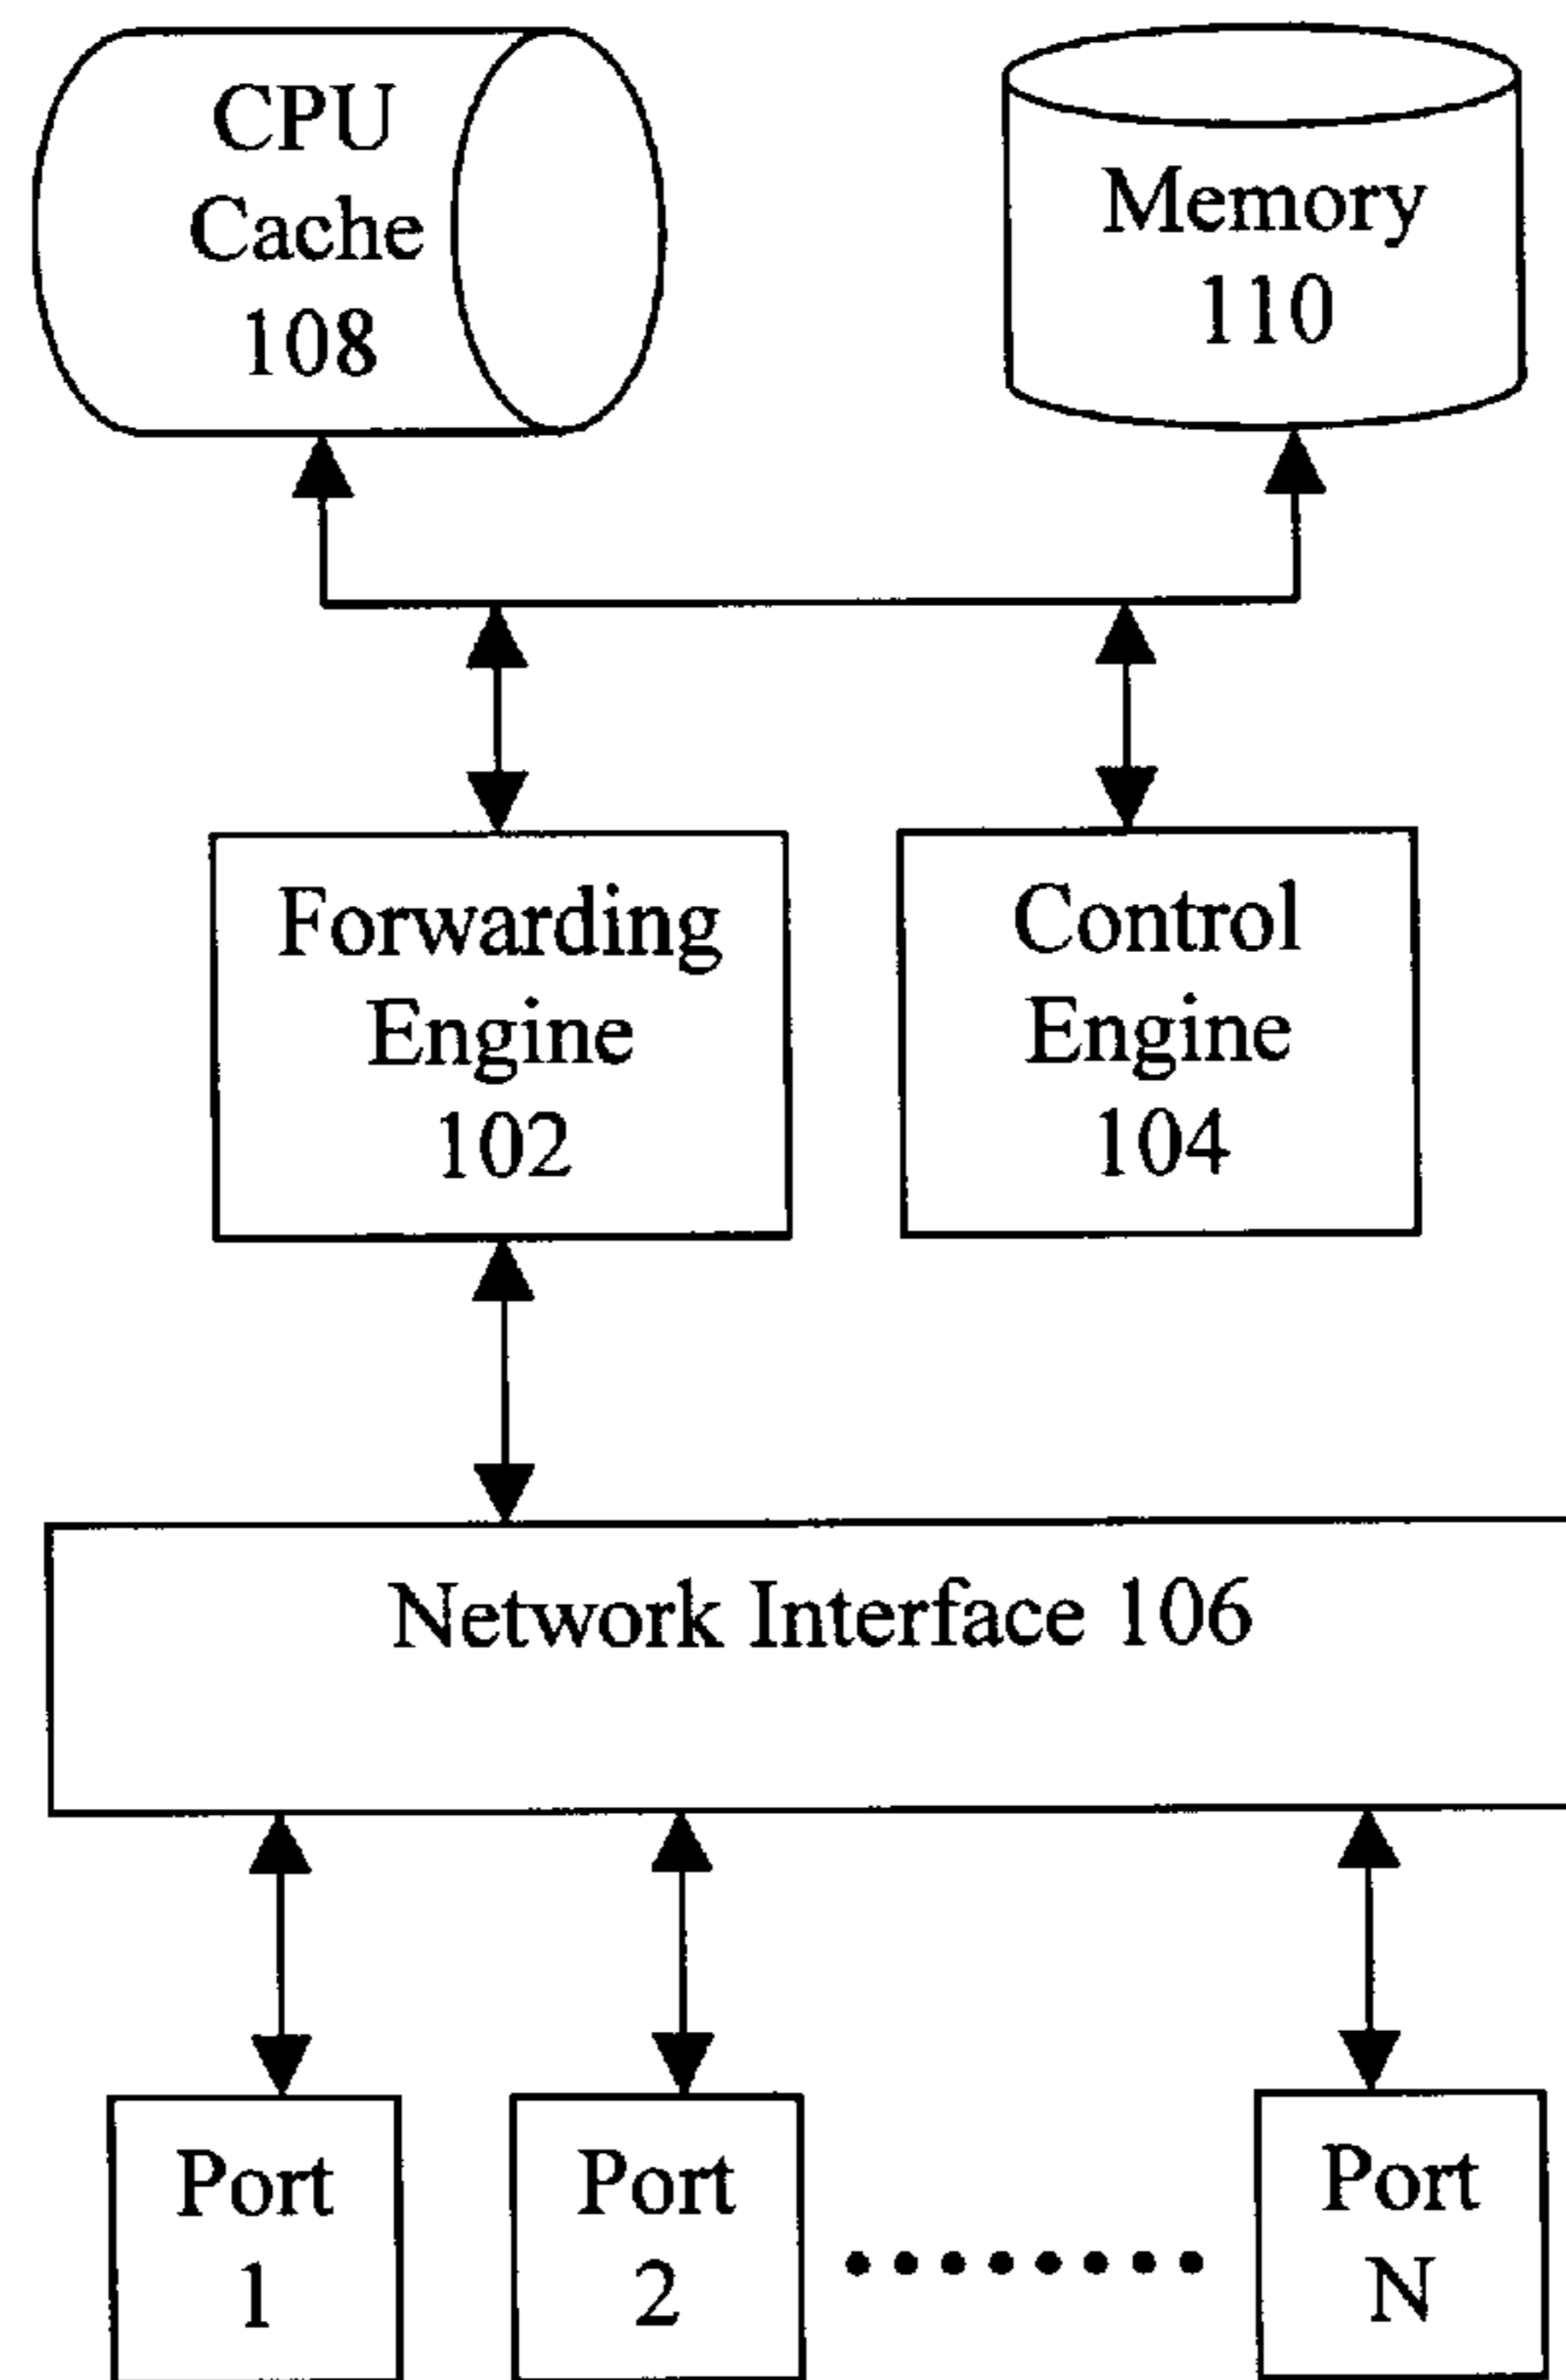 CPU
Cache
108
Memory
110
Forwarding
Engine
102
Control
Engine
104
Network Interface 106
Port
1
Port
2
Port
N